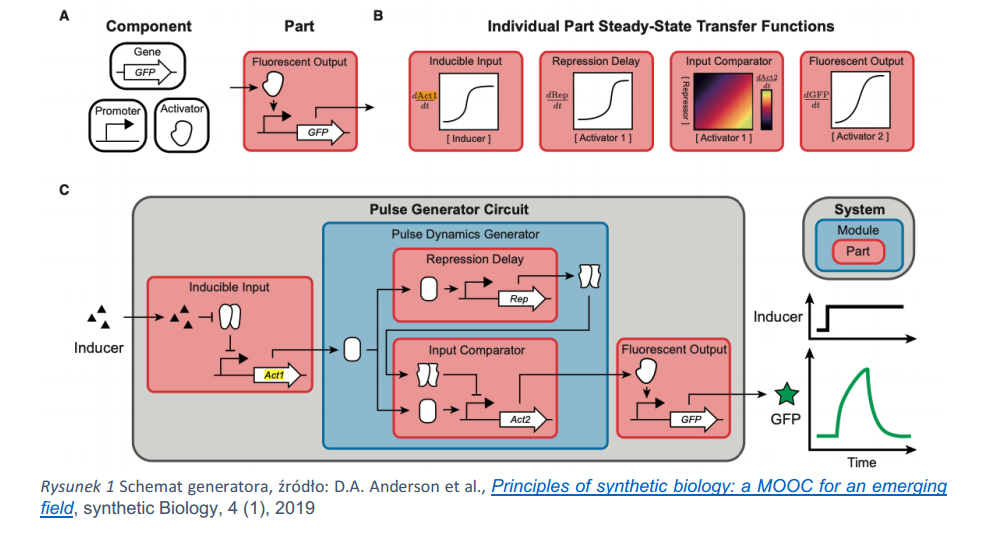 A
Component
Gene
GFP
Promoter
Activator
Part
Fluorescent Output
GFP
B
Individual Part Steady-State Transfer Functions
Inducible Input
dAct1
dt
[ Inducer ]
Repression Delay
dRep
dt
[ Activator 1 ]
Input Comparator
[ Repressor ]
dAct2
dt
[ Activator 1 ]
Fluorescent Output
dGFP
dt
[ Activator 2 ]
C
Pulse Generator Circuit
Pulse Dynamics Generator
Inducible Input
Inducer
Act1
Repression Delay
Rep
Input Comparator
Act2
Fluorescent Output
GFP
System
Module
Part
Inducer
GFP
Time
Rysunek 1 Schemat generatora, źródło: D.A. Anderson et al., Principles of synthetic biology: a MOOC for an emerging
field, synthetic Biology, 4 (1), 2019